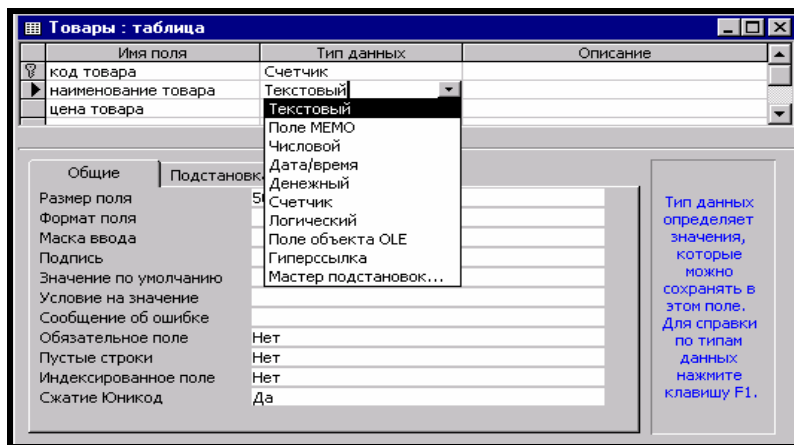 Товары : таблица
Имя поля Тип данных Описание
код товара Счетчик
наименование товара Текстовый
цена товара Текстовый
Поле МЕМО
Числовой
Дата/время
Денежный
Счетчик
Логический
Поле объекта OLE
Гиперссылка
Мастер подстановок...
Общие
Размер поля
Формат поля
Маска ввода
Подпись
Значение по умолчанию
Условие на значение
Сообщение об ошибке
Обязательное поле Нет
Пустые строки Нет
Индексированное поле Нет
Сжатие Юникод Да
Тип данных
определяет
значения,
которые
можно
сохранять в
этом поле.
Для справки
по типам
данных
нажмите
клавишу F1.